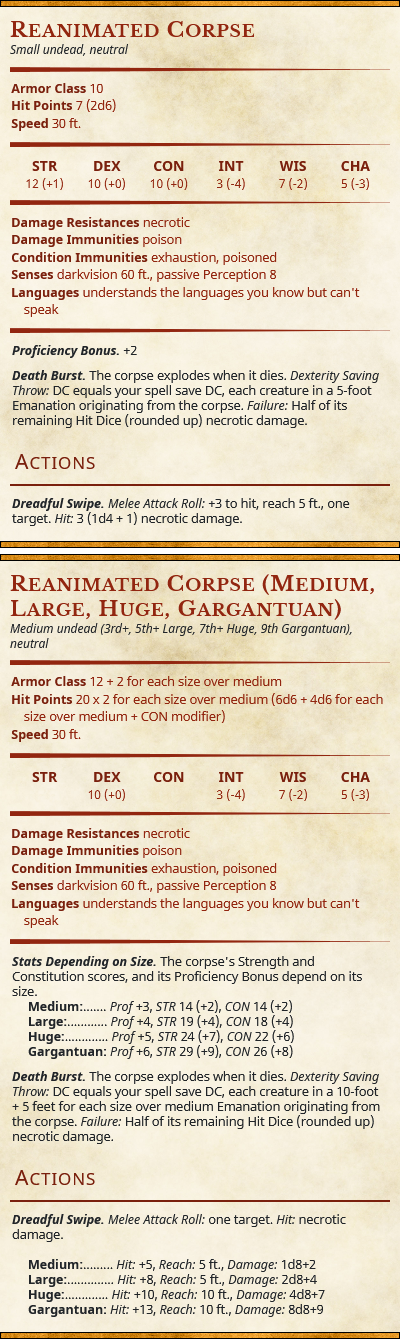 Reanimated Corpse
Small undead, neutral
Armor Class 10
Hit Points 7 (2d6)
Speed 30 ft.
STR DEX CON INT WIS CHA
12 (+1) 10 (+0) 10 (+0) 3 (-4) 7 (-2) 5 (-3)
Damage Resistances necrotic
Damage Immunities poison
Condition Immunities exhaustion, poisoned
Senses darkvision 60 ft., passive Perception 8
Languages understands the languages you know but can't
speak
Proficiency Bonus. +2
Death Burst. The corpse explodes when it dies. Dexterity Saving
Throw: DC equals your spell save DC, each creature in a 5-foot
Emanation originating from the corpse. Failure: Half of its
remaining Hit Dice (rounded up) necrotic damage.
Actions
Dreadful Swipe. Melee Attack Roll: +3 to hit, reach 5 ft., one
target. Hit: 3 (1d4 + 1) necrotic damage.
Reanimated Corpse (Medium,
Large, Huge, Gargantuan)
Medium undead (3rd+, 5th+ Large, 7th+ Huge, 9th Gargantuan),
neutral
Armor Class 12 + 2 for each size over medium
Hit Points 20 x 2 for each size over medium (6d6 + 4d6 for each
size over medium + CON modifier)
Speed 30 ft.
STR DEX CON INT WIS CHA
10 (+0) 3 (-4) 7 (-2) 5 (-3)
Damage Resistances necrotic
Damage Immunities poison
Condition Immunities exhaustion, poisoned
Senses darkvision 60 ft., passive Perception 8
Languages understands the languages you know but can't
speak
Stats Depending on Size. The corpse's Strength and
Constitution scores, and its Proficiency Bonus depend on its
size.
Medium:....... Prof +3, STR 14 (+2), CON 14 (+2)
Large:............ Prof +4, STR 19 (+4), CON 18 (+4)
Huge:............. Prof +5, STR 24 (+7), CON 22 (+6)
Gargantuan: Prof +6, STR 29 (+9), CON 26 (+8)
Death Burst. The corpse explodes when it dies. Dexterity Saving
Throw: DC equals your spell save DC, each creature in a 10-foot
+ 5 feet for each size over medium Emanation originating from
the corpse. Failure: Half of its remaining Hit Dice (rounded up)
necrotic damage.
Actions
Dreadful Swipe. Melee Attack Roll: one target. Hit: necrotic
damage.
Medium:......... Hit: +5, Reach: 5 ft., Damage: 1d8+2
Large:.............. Hit: +8, Reach: 5 ft., Damage: 2d8+4
Huge:............. Hit: +10, Reach: 10 ft., Damage: 4d8+7
Gargantuan: Hit: +13, Reach: 10 ft., Damage: 8d8+9